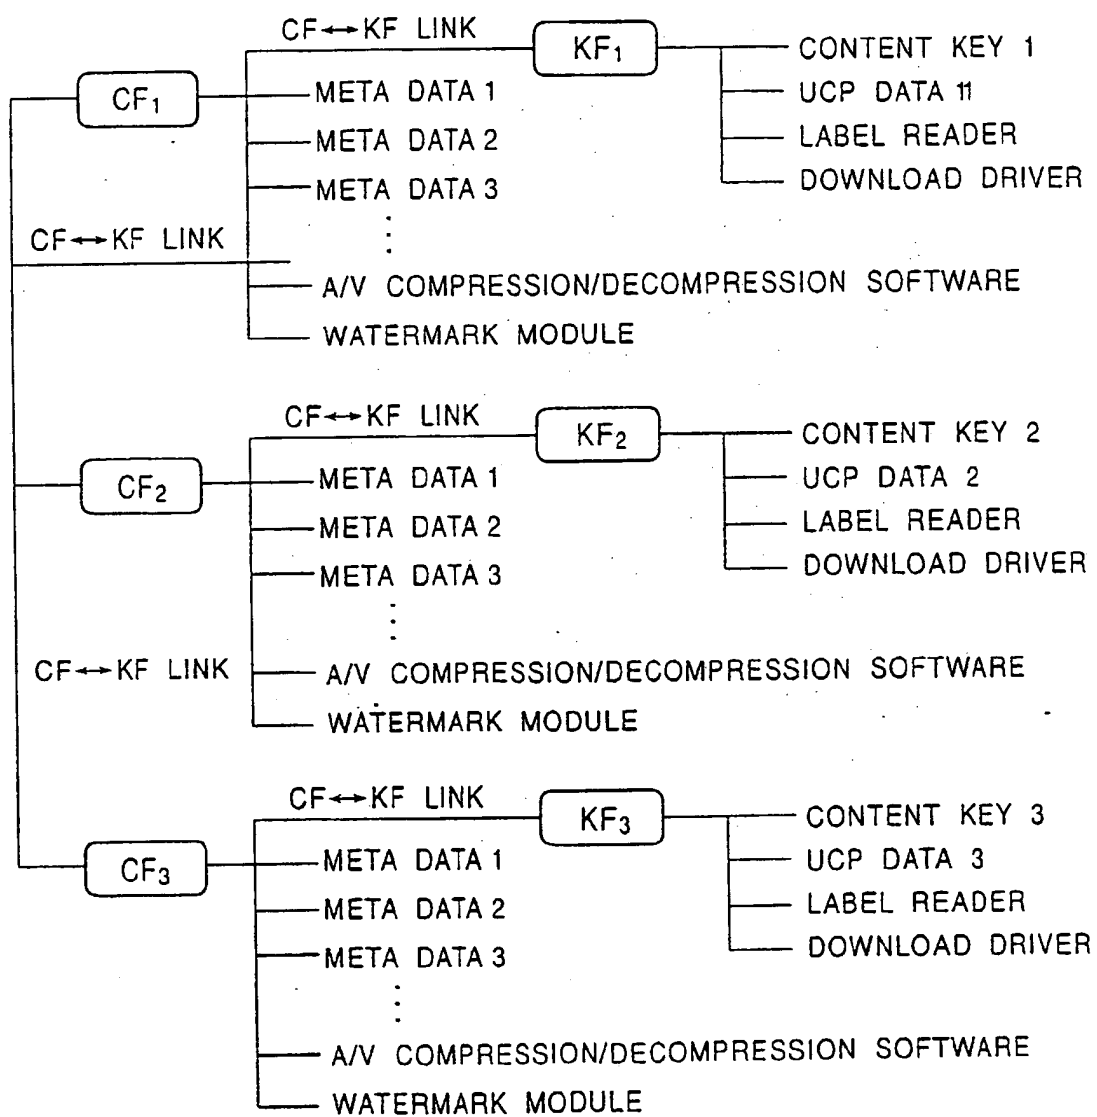 CF↔KF LINK
KF1
CONTENT KEY 1
CF1
META DATA 1
UCP DATA 11
META DATA 2
LABEL READER
META DATA 3
DOWNLOAD DRIVER
⋮
CF↔KF LINK
A/V COMPRESSION/DECOMPRESSION SOFTWARE
WATERMARK MODULE
CF↔KF LINK
KF2
CONTENT KEY 2
CF2
META DATA 1
UCP DATA 2
META DATA 2
LABEL READER
META DATA 3
DOWNLOAD DRIVER
⋮
CF↔KF LINK
A/V COMPRESSION/DECOMPRESSION SOFTWARE
WATERMARK MODULE
CF↔KF LINK
KF3
CONTENT KEY 3
CF3
META DATA 1
UCP DATA 3
META DATA 2
LABEL READER
META DATA 3
DOWNLOAD DRIVER
⋮
A/V COMPRESSION/DECOMPRESSION SOFTWARE
WATERMARK MODULE